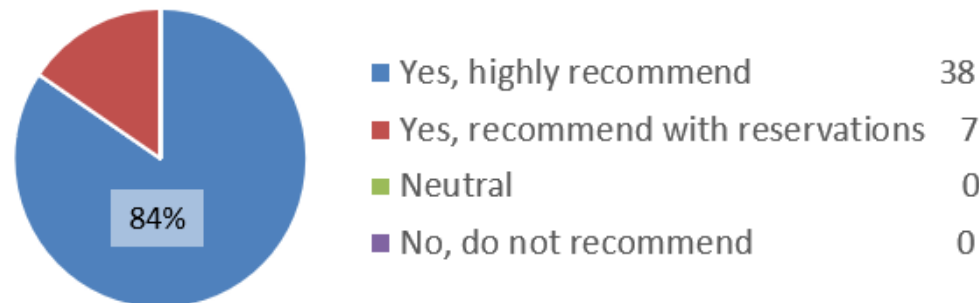 84%
Yes, highly recommend 38
Yes, recommend with reservations 7
Neutral 0
No, do not recommend 0